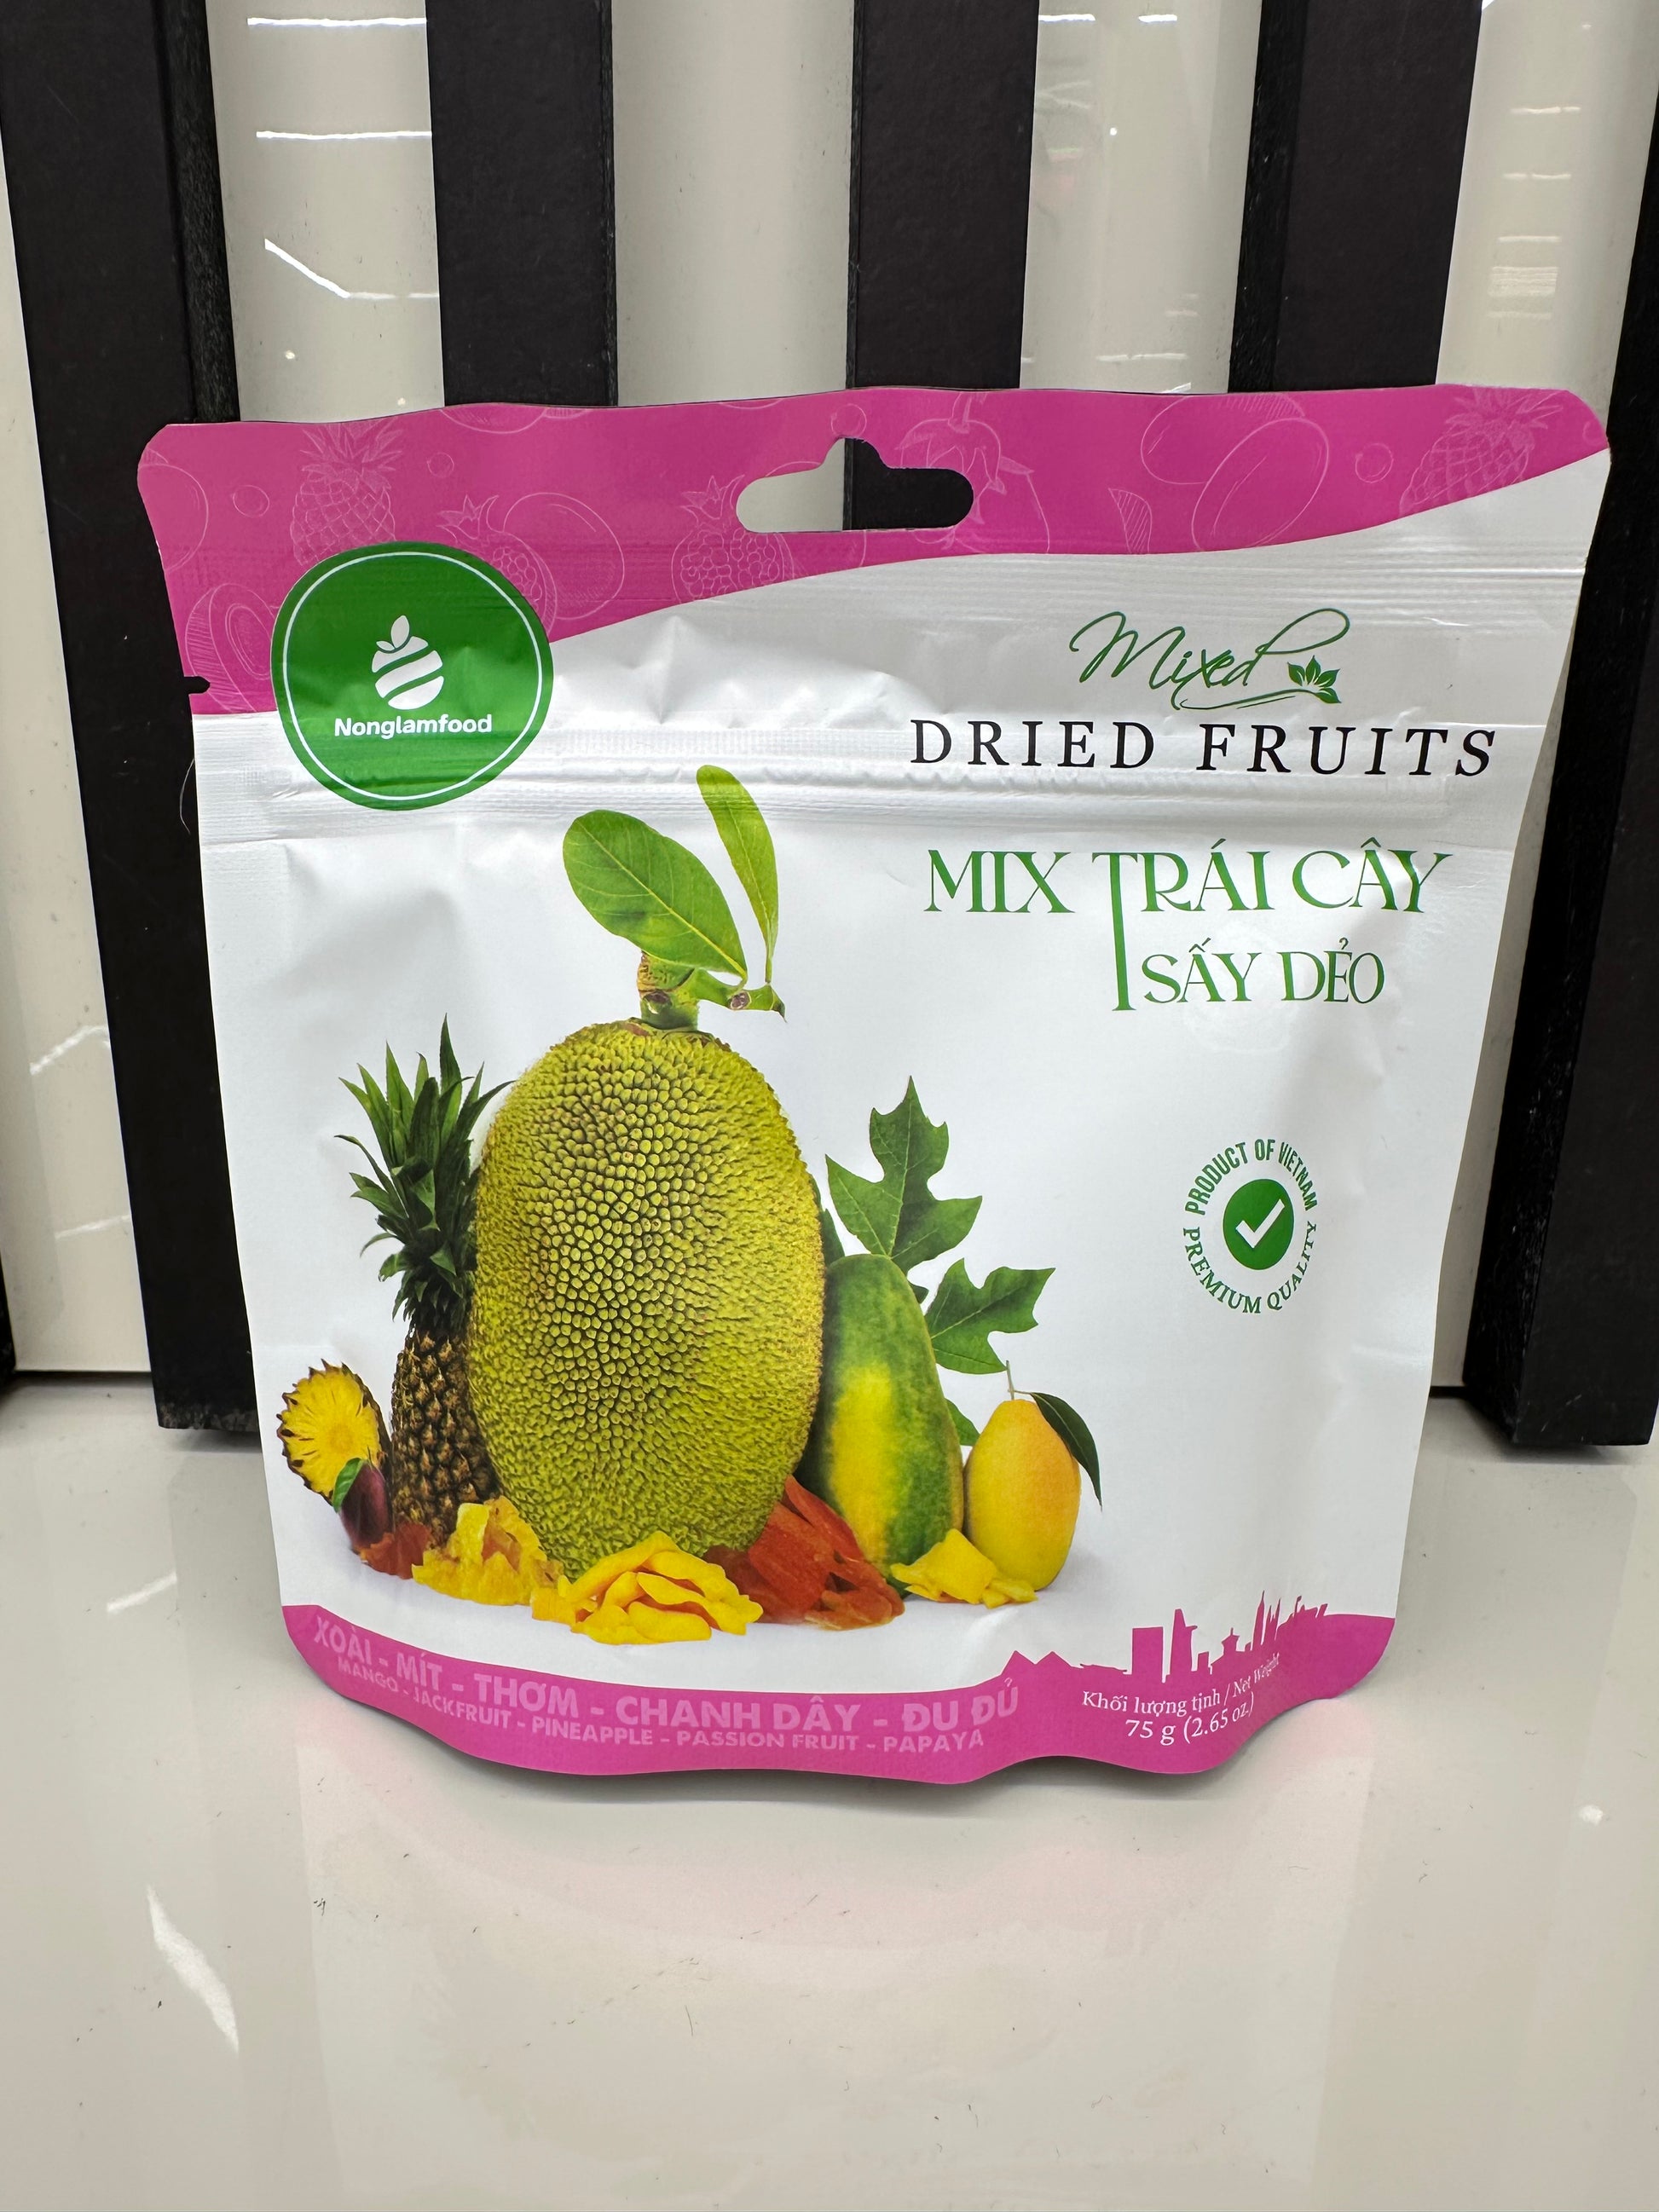 Nonglamfood
Mixed
DRIED FRUITS
MIX TRÁI CÂY
SẤY DẺO
PRODUCT OF VIETNAM
PREMIUM QUALITY
XOÀI - MÍT - THƠM - CHANH DÂY - ĐU ĐỦ
MANGO - JACKFRUIT - PINEAPPLE - PASSION FRUIT - PAPAYA
Khối lượng tịnh / Net Weight
75 g (2.65 oz.)